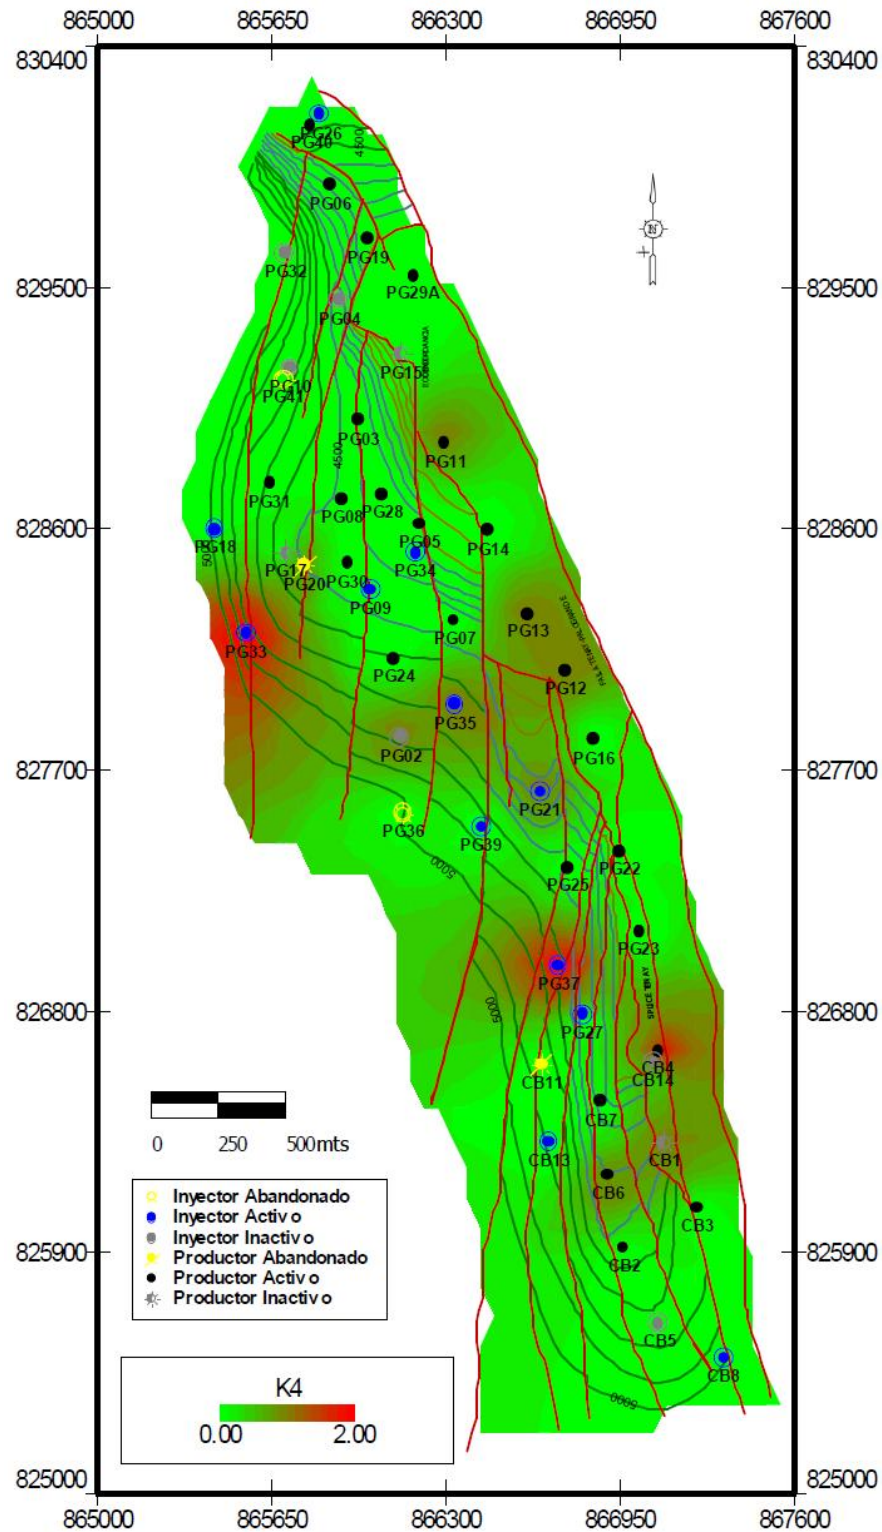 865000 865650 866300 866950 867600
830400 830400
PG26
PG40
4500
PG06
N
PG19
PG32
PG29A
829500 829500
PG04
PG15
PG10
PG41
PG03
PG11
4500
PG31
PG08
PG28
828600 828600
PG18
PG05
PG14
PG34
PG17
PG20
PG30
PG09
PG13
PG07
PG33
PG24
PG12
PG35
PG02
PG16
827700 827700
PG21
PG36
PG39
PG22
5000
PG25
PG23
PG37
826800 826800
5000
PG27
CB4
CB14
CB11
CB7
0 250 500mts
CB13
CB1
CB6
Inyector Abandonado
CB3
Inyector Activo
Inyector Inactivo
825900 825900
Productor Abandonado
CB2
Productor Activo
Productor Inactivo
CB5
CB8
K4
5000
0.00 2.00
825000 825000
865000 865650 866300 866950 867600